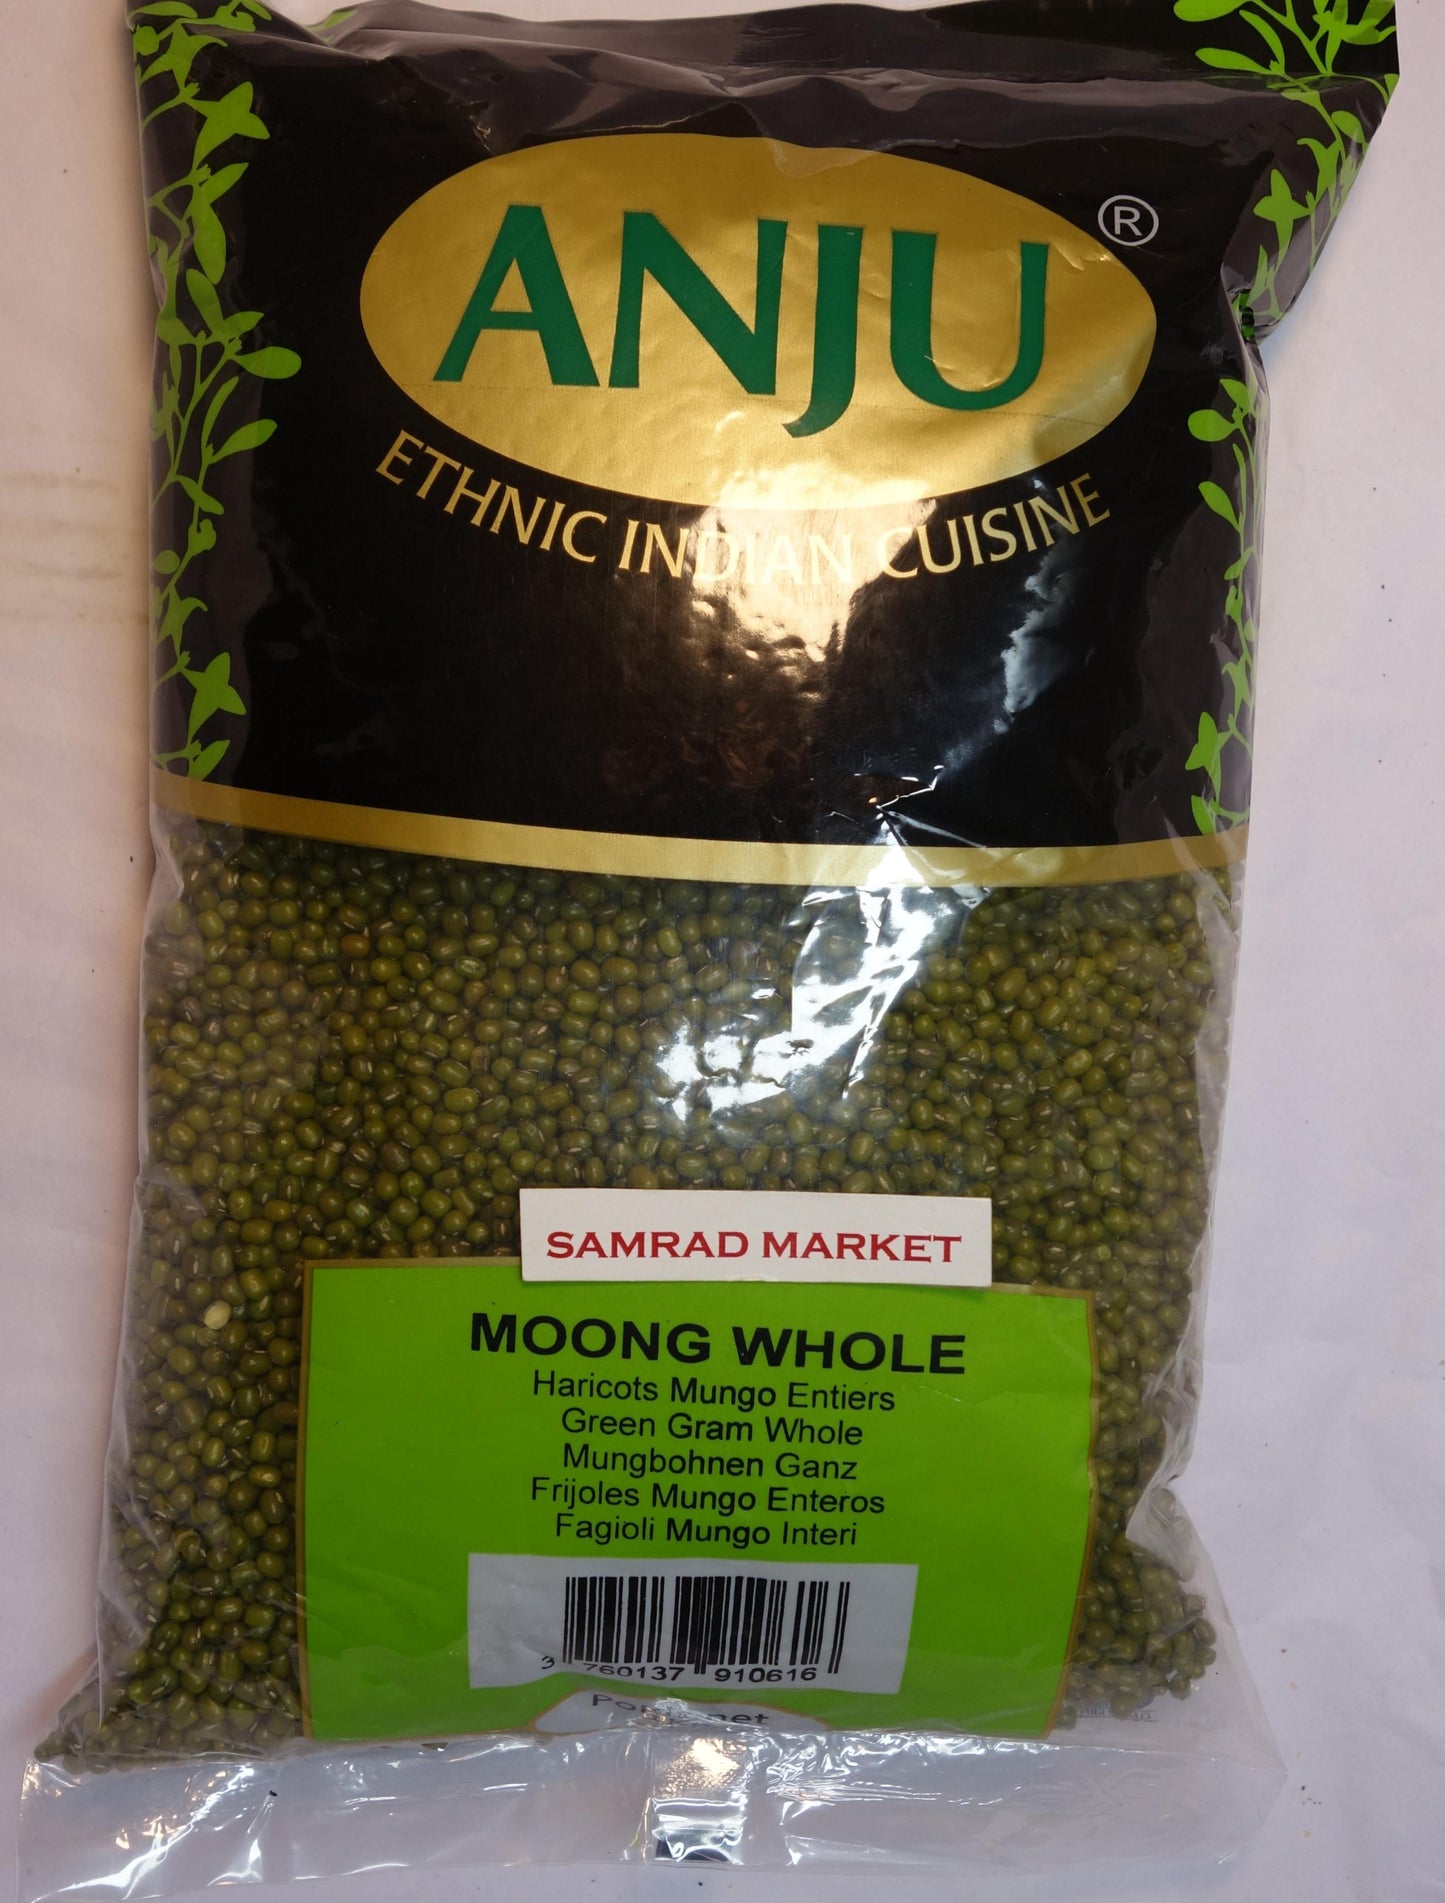 ANJU ®
ETHNIC INDIAN CUISINE
SAMRAD MARKET
MOONG WHOLE
Haricots Mungo Entiers
Green Gram Whole
Mungbohnen Ganz
Frijoles Mungo Enteros
Fagioli Mungo Interi
3 760137 910616